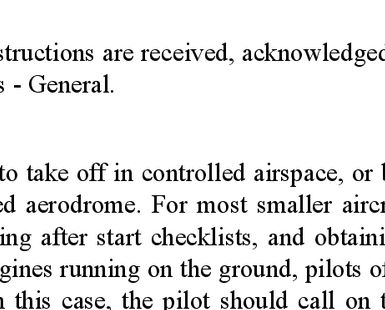 structions are received, acknowledged
s - General.
to take off in controlled airspace, or b
ed aerodrome. For most smaller aircr
ing after start checklists, and obtaini
gines running on the ground, pilots of
n this case, the pilot should call on t